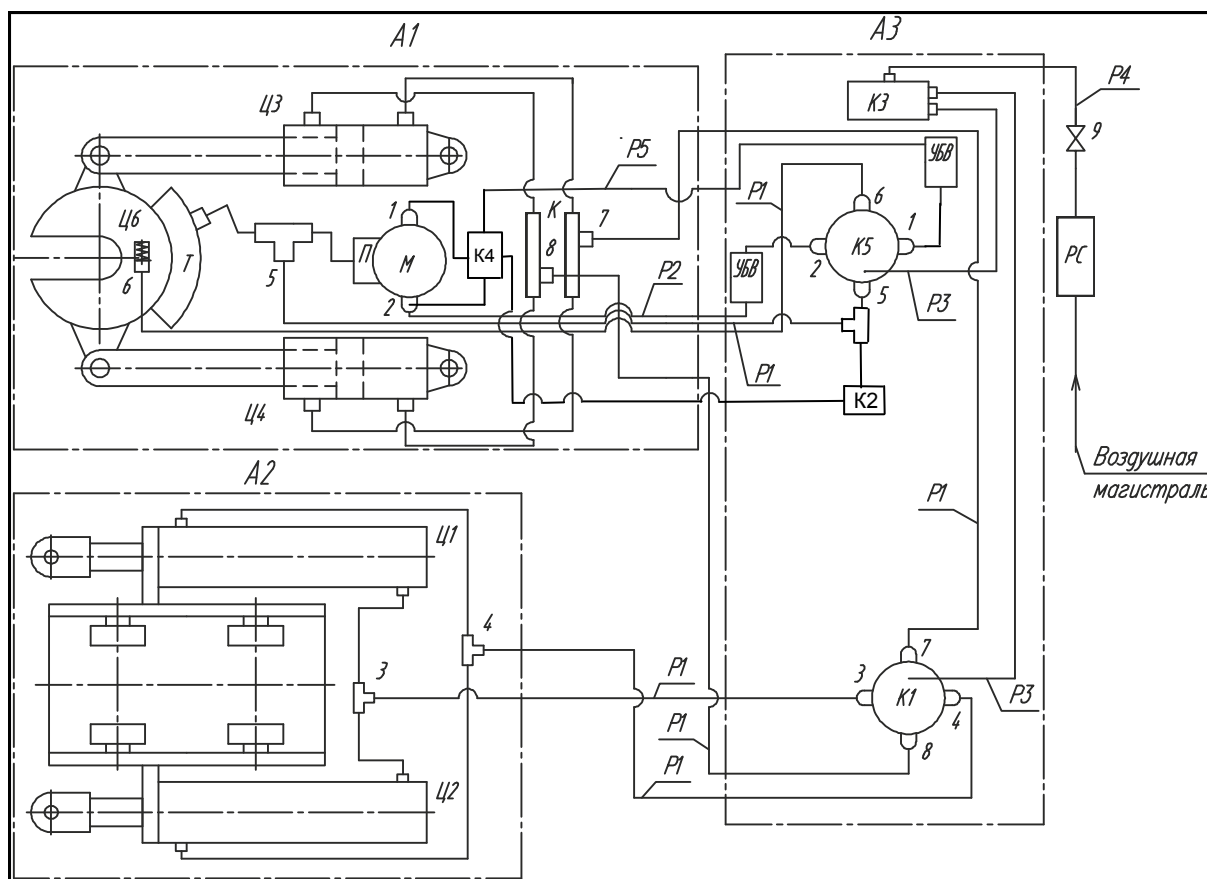 А1
А3
Ц3
К3
Р4
9
УБВ
Р5
Р1
6
1
К
7
Ц6
Т
5
П
М
К4
8
К5
1
2
УБВ
РС
6
2
Р2
5
Р3
Р1
К2
Ц4
Воздушная
магистраль
А2
Р1
Ц1
4
3
7
Р1
3
К1
4
Р3
Р1
8
Р1
Ц2